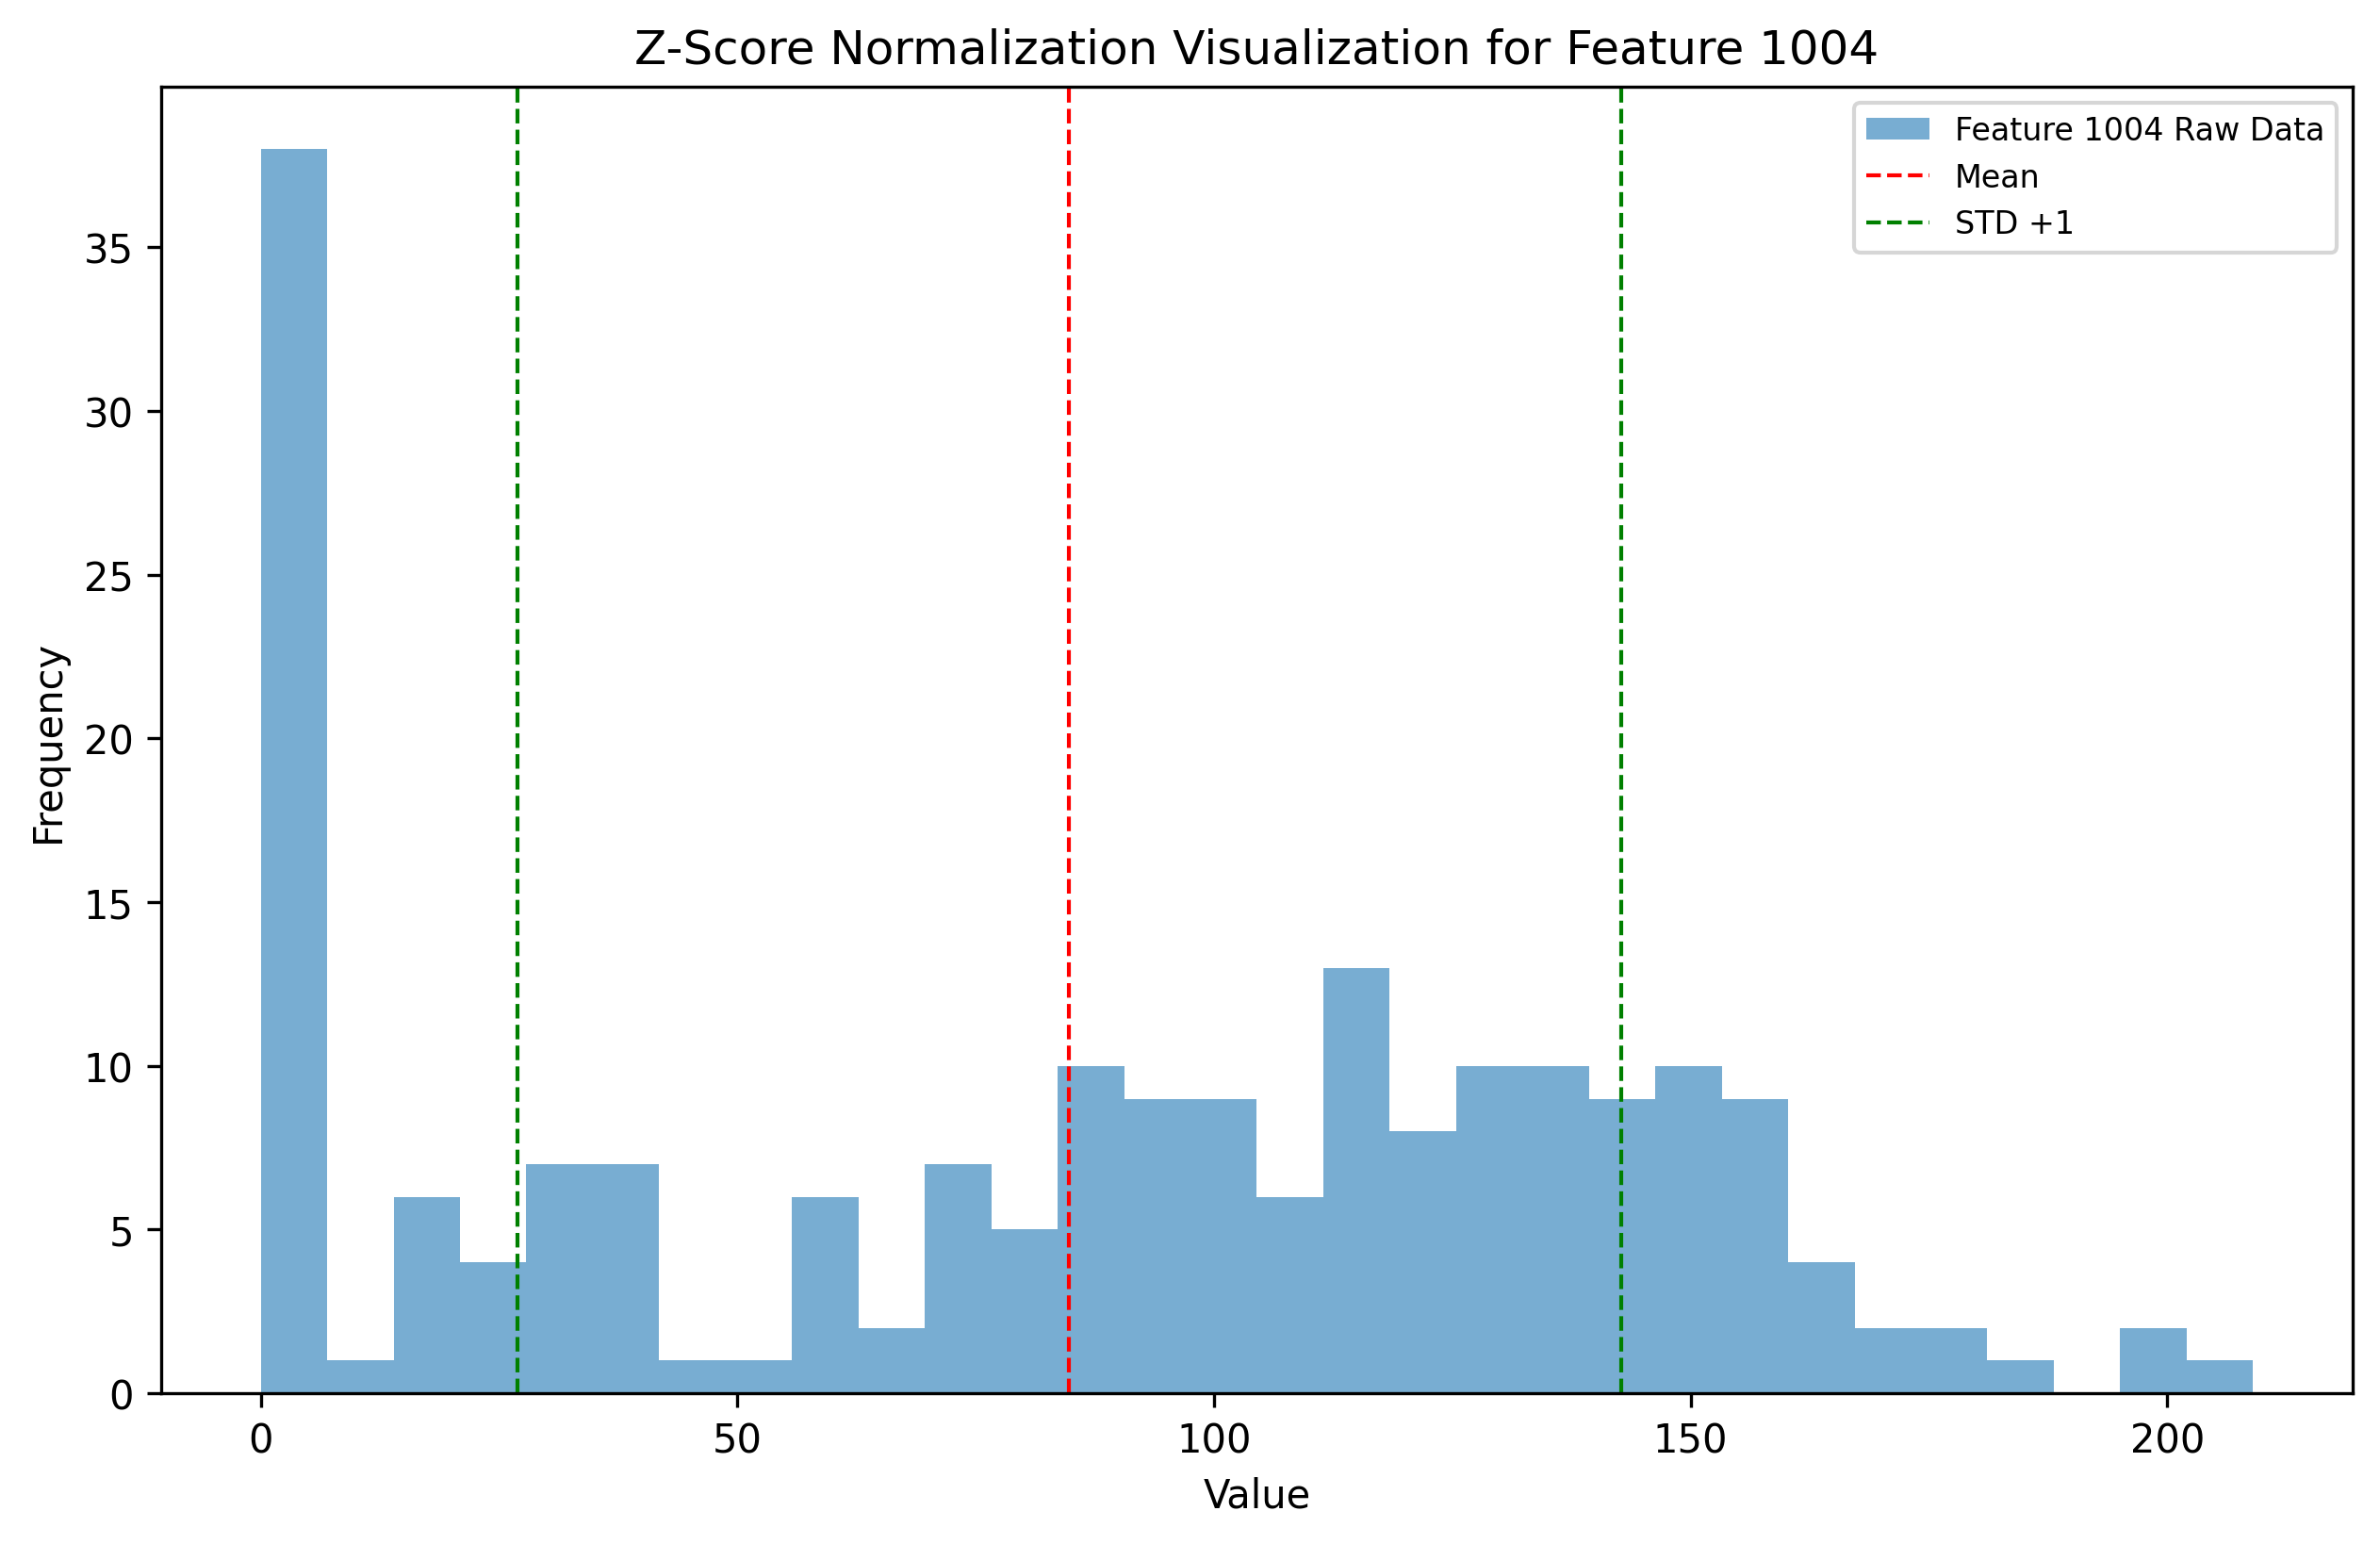 Z-Score Normalization Visualization for Feature 1004
Feature 1004 Raw Data
Mean
STD +1
Frequency
35
30
25
20
15
10
5
0
0 50 100 150 200
Value